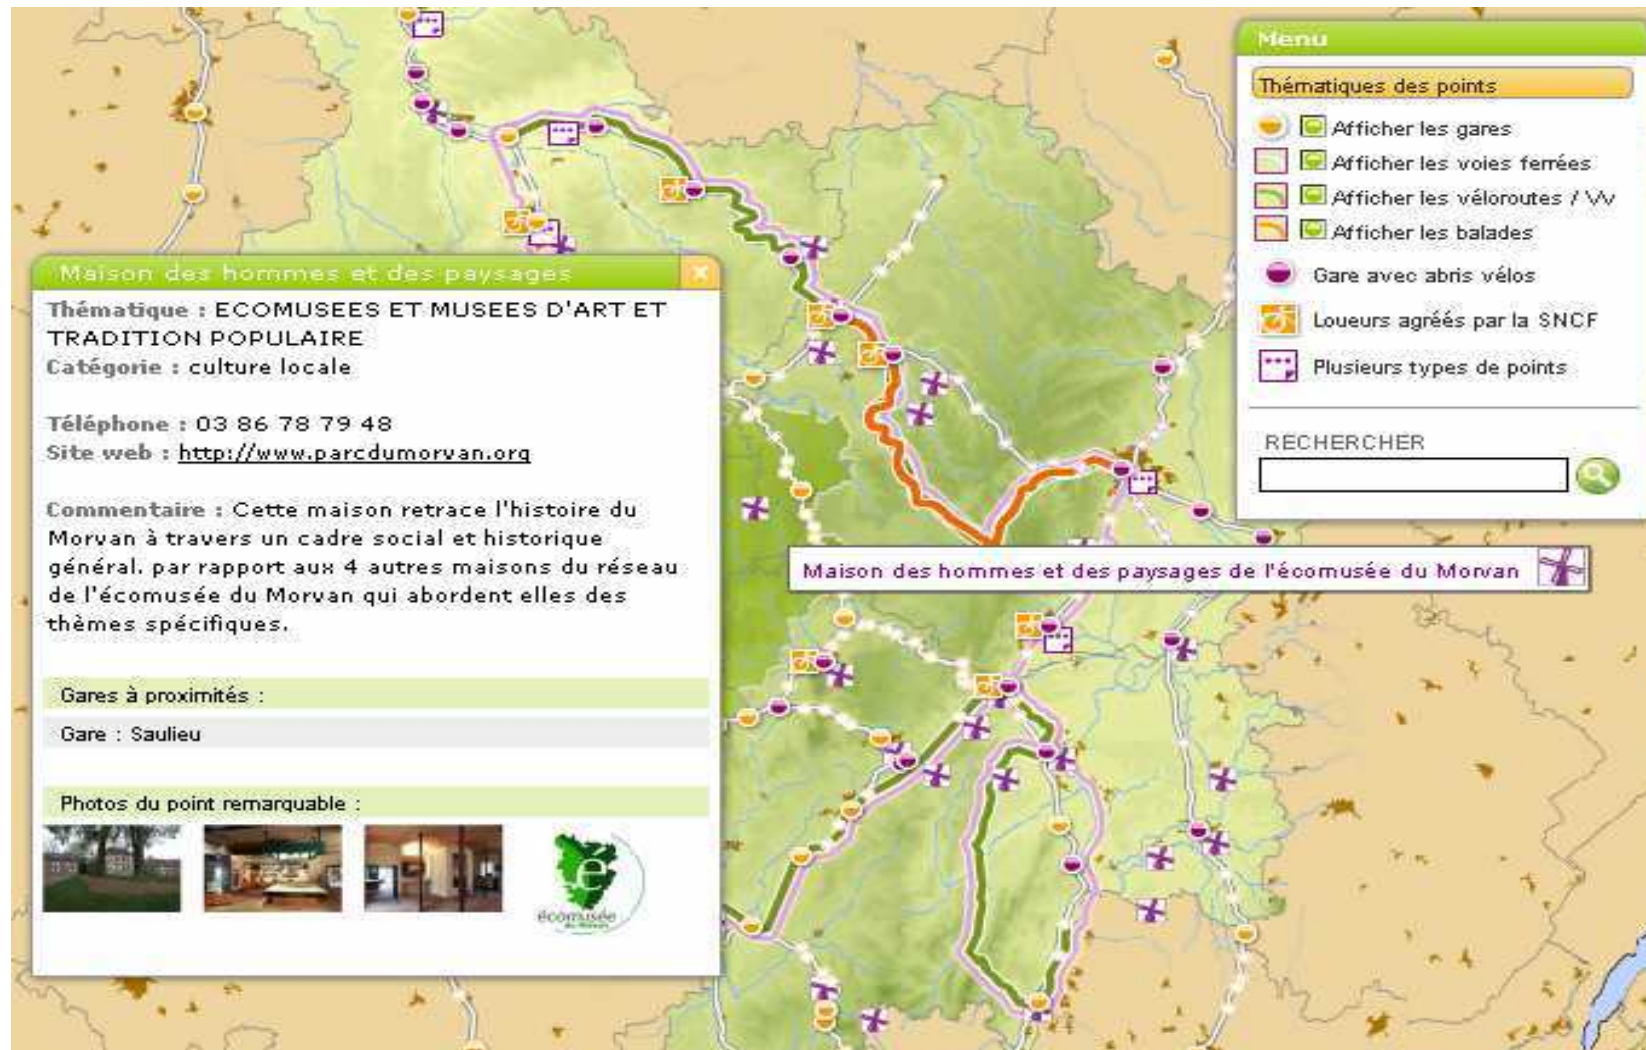 Menu
Thématiques des points
Afficher les gares
Afficher les voies ferrées
Afficher les véloroutes / VV
Afficher les balades
Gare avec abris vélos
Loueurs agréés par la SNCF
Plusieurs types de points
RECHERCHER
Maison des hommes et des paysages
Thématique : ECOMUSEES ET MUSEES D'ART ET
TRADITION POPULAIRE
Catégorie : culture locale
Téléphone : 03 86 78 79 48
Site web : http://www.parcdumorvan.org
Commentaire : Cette maison retrace l'histoire du
Morvan à travers un cadre social et historique
général. par rapport aux 4 autres maisons du réseau
de l'écomusée du Morvan qui abordent elles des
thèmes spécifiques.
Gares à proximités :
Gare : Saulieu
Photos du point remarquable :
écomusée
du Morvan
Maison des hommes et des paysages de l'écomusée du Morvan